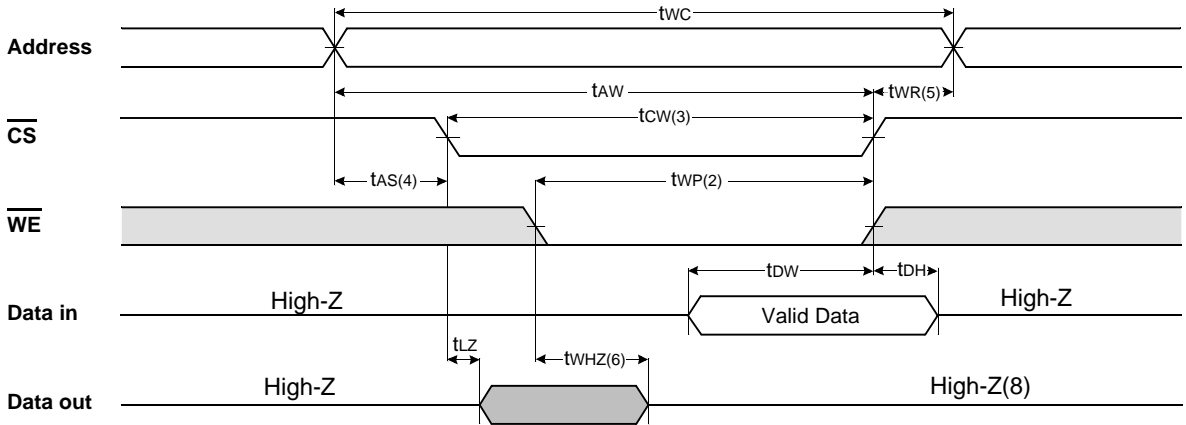 tWC
Address
tAW
tWR(5)
tCW(3)
CS
tAS(4)
tWP(2)
WE
tDW
tDH
High-Z
High-Z
Data in
Valid Data
tLZ
tWHZ(6)
High-Z
High-Z(8)
Data out